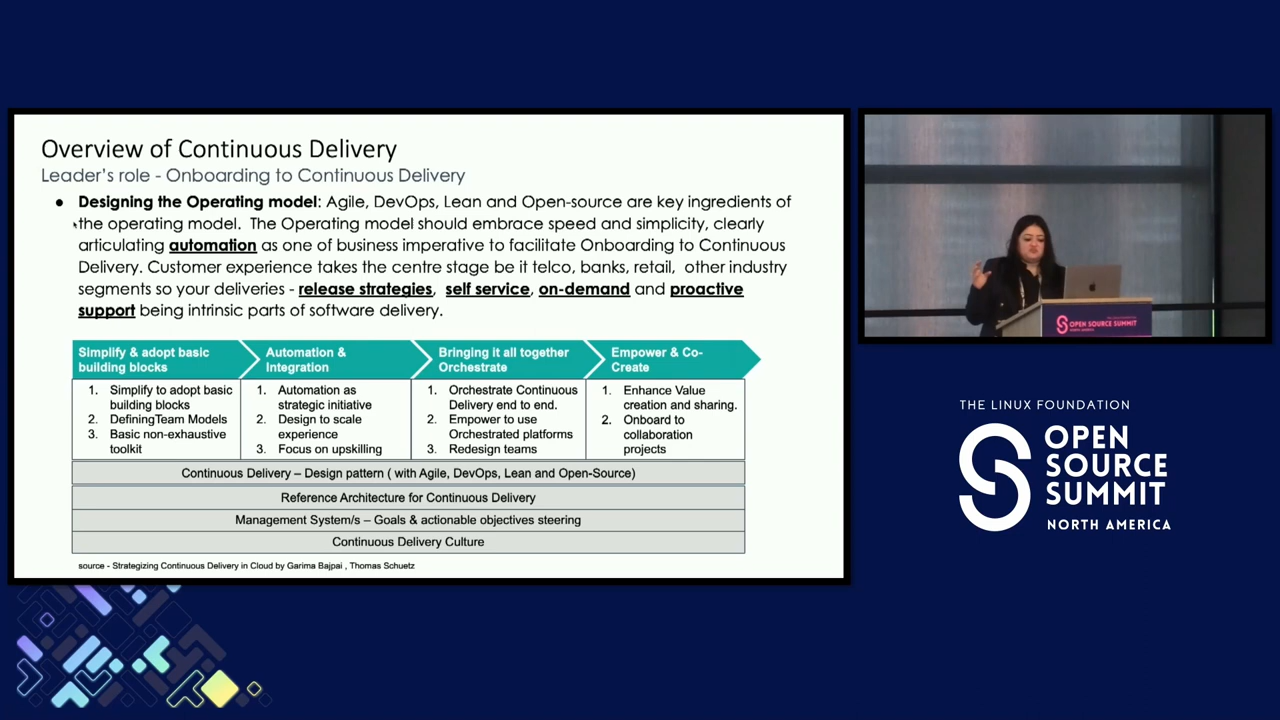 Overview of Continuous Delivery
Leader's role - Onboarding to Continuous Delivery
● Designing the Operating model: Agile, DevOps, Lean and Open-source are key ingredients of
the operating model. The Operating model should embrace speed and simplicity, clearly
articulating automation as one of business imperative to facilitate Onboarding to Continuous
Delivery. Customer experience takes the centre stage be it telco, banks, retail, other industry
segments so your deliveries - release strategies, self service, on-demand and proactive
support being intrinsic parts of software delivery.
Simplify & adopt basic
building blocks
1. Simplify to adopt basic
building blocks
2. DefiningTeam Models
3. Basic non-exhaustive
toolkit
Automation &
Integration
1. Automation as
strategic initiative
2. Design to scale
experience
3. Focus on upskilling
Bringing it all together
Orchestrate
1. Orchestrate Continuous
Delivery end to end.
2. Empower to use
Orchestrated platforms
3. Redesign teams
Empower & Co-
Create
1. Enhance Value
creation and sharing.
2. Onboard to
collaboration
projects
Continuous Delivery – Design pattern ( with Agile, DevOps, Lean and Open-Source)
Reference Architecture for Continuous Delivery
Management System/s – Goals & actionable objectives steering
Continuous Delivery Culture
source - Strategizing Continuous Delivery in Cloud by Garima Bajpai , Thomas Schuetz
OPEN SOURCE SUMMIT
THE LINUX FOUNDATION
OPEN
SOURCE
SUMMIT
NORTH AMERICA